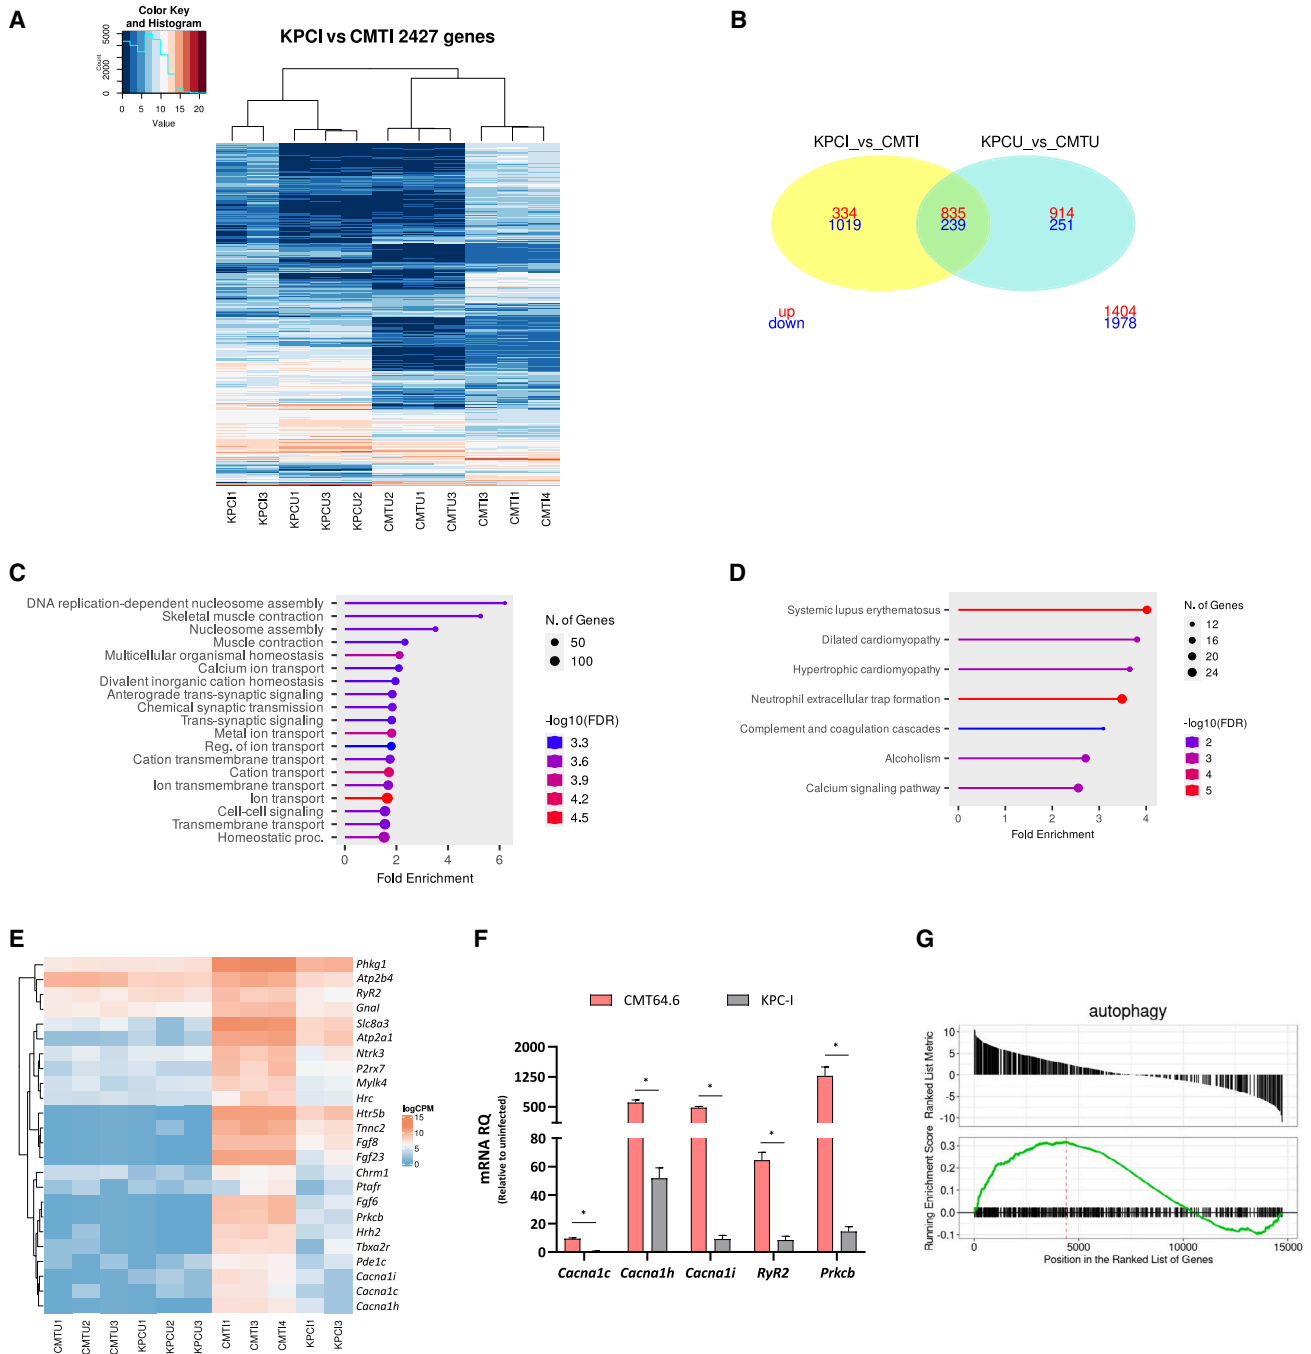 A
Color Key
and Histogram
Count
0 2000 5000
0 5 10 15 20
Value
KPCI vs CMTI 2427 genes
KPCI1
KPCI3
KPCU1
KPCU3
KPCU2
CMTU2
CMTU1
CMTU3
CMTI3
CMTI1
CMTI4
B
KPCI_vs_CMTI
KPCU_vs_CMTU
334
1019
835
239
914
251
up
down
1404
1978
C
DNA replication-dependent nucleosome assembly
Skeletal muscle contraction
Nucleosome assembly
Muscle contraction
Multicellular organismal homeostasis
Calcium ion transport
Divalent inorganic cation homeostasis
Anterograde trans-synaptic signaling
Chemical synaptic transmission
Trans-synaptic signaling
Metal ion transport
Reg. of ion transport
Cation transmembrane transport
Cation transport
Ion transmembrane transport
Ion transport
Cell-cell signaling
Transmembrane transport
Homeostatic proc.
0 2 4 6
Fold Enrichment
N. of Genes
50
100
-log10(FDR)
3.3
3.6
3.9
4.2
4.5
D
Systemic lupus erythematosus
Dilated cardiomyopathy
Hypertrophic cardiomyopathy
Neutrophil extracellular trap formation
Complement and coagulation cascades
Alcoholism
Calcium signaling pathway
0 1 2 3 4
Fold Enrichment
N. of Genes
12
16
20
24
-log10(FDR)
2
3
4
5
E
Phkg1
Atp2b4
RyR2
Gnal
Slc8a3
Atp2a1
Ntrk3
P2rx7
Mylk4
Hrc
Htr5b
Tnnc2
Fgf8
Fgf23
Chrm1
Ptafr
Fgf6
Prkcb
Hrh2
Tbxa2r
Pde1c
Cacna1i
Cacna1c
Cacna1h
CMTU1
CMTU2
CMTU3
KPCU1
KPCU2
KPCU3
CMTI1
CMTI3
CMTI4
KPCI1
KPCI3
logCPM
15
10
5
0
F
CMT64.6
KPC-I
mRNA RQ
(Relative to uninfected)
2000
1250
500
80
60
40
20
0
* * * * *
Cacna1c Cacna1h Cacna1i RyR2 Prkcb
G
autophagy
Ranked List Metric
10
5
0
-5
-10
Running Enrichment Score
0.3
0.2
0.1
0.0
-0.1
0 5000 10000 15000
Position in the Ranked List of Genes